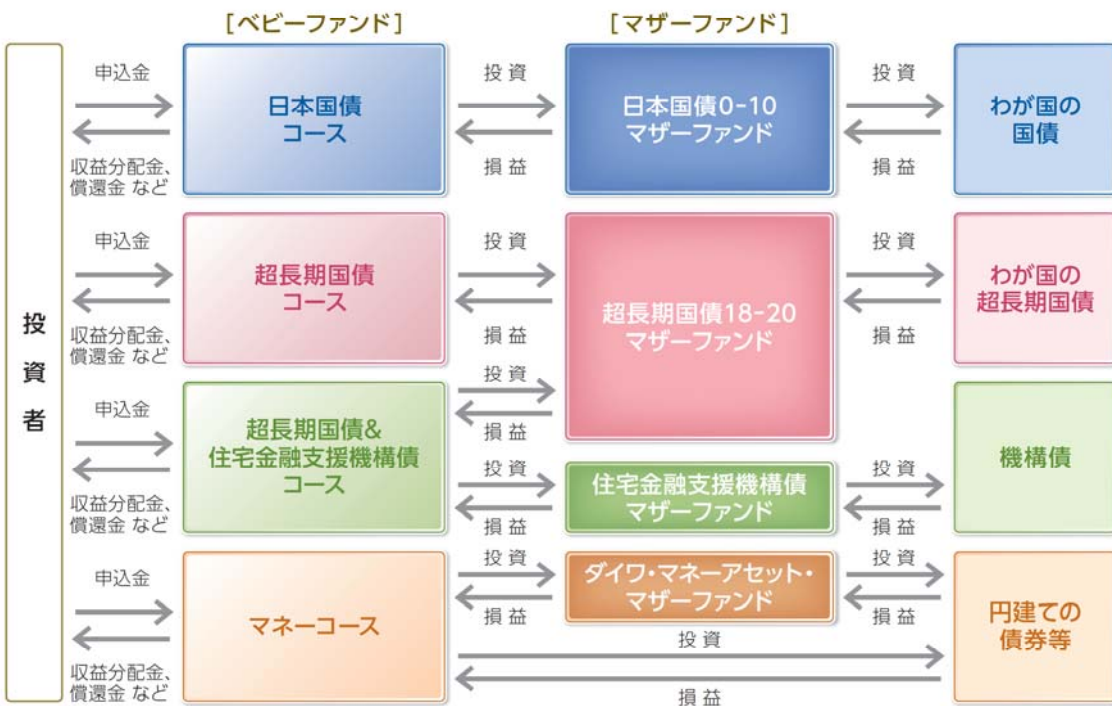 [ベビーファンド]
[マザーファンド]
投資者
申込金
収益分配金、
償還金 など
日本国債
コース
投 資
損 益
日本国債0-10
マザーファンド
投 資
損 益
わが国の
国債
申込金
収益分配金、
償還金 など
超長期国債
コース
投 資
損 益
超長期国債18-20
マザーファンド
投 資
損 益
わが国の
超長期国債
申込金
収益分配金、
償還金 など
超長期国債&
住宅金融支援機構債
コース
投 資
損 益
投 資
損 益
住宅金融支援機構債
マザーファンド
投 資
損 益
機構債
申込金
収益分配金、
償還金 など
マネーコース
投 資
損 益
ダイワ・マネーアセット・
マザーファンド
投 資
損 益
投 資
損 益
円建ての
債券等